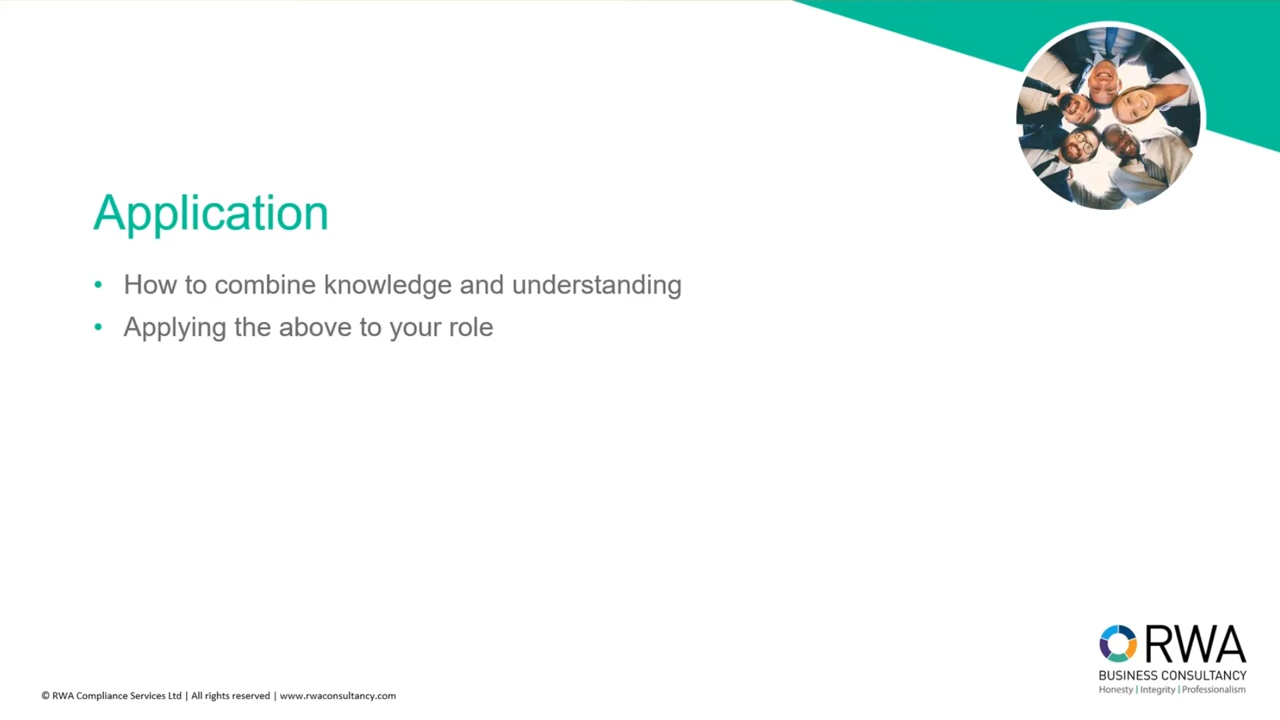 Application
• How to combine knowledge and understanding
• Applying the above to your role
RWA
BUSINESS CONSULTANCY
Honesty | Integrity | Professionalism
© RWA Compliance Services Ltd | All rights reserved | www.rwaconsultancy.com